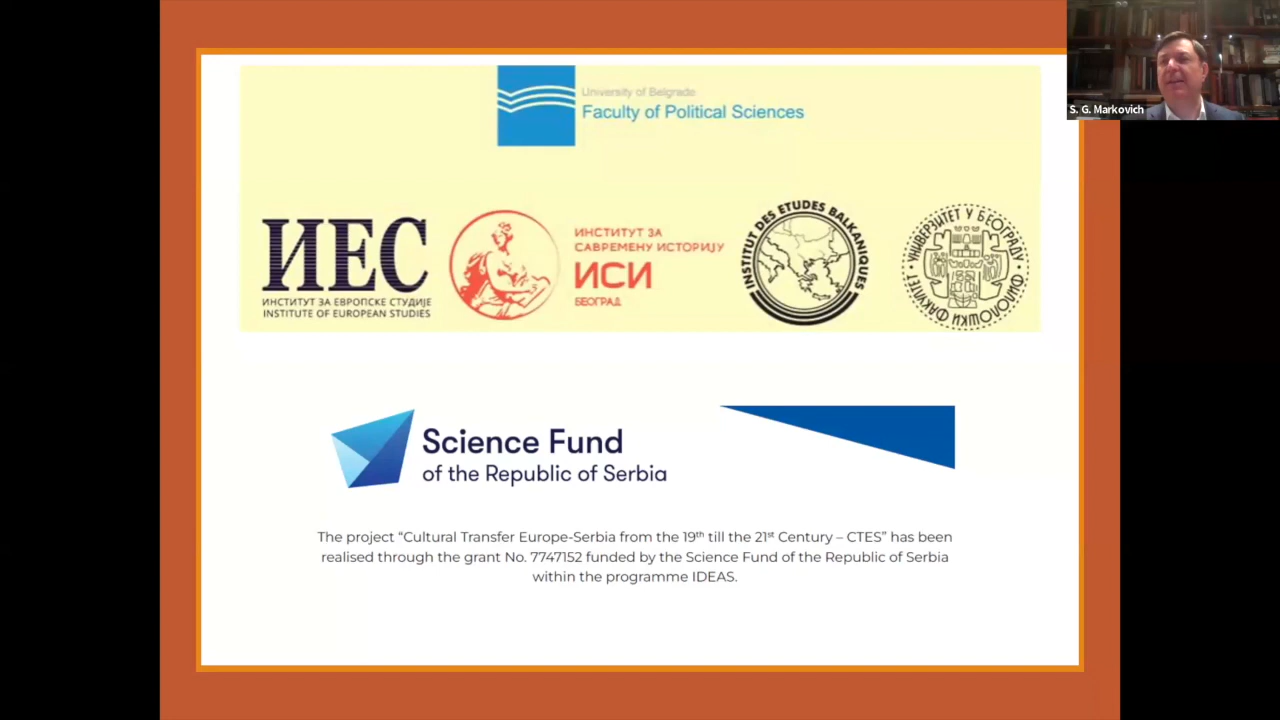 S. G. Markovich
University of Belgrade
Faculty of Political Sciences
ИЕС
ИНСТИТУТ ЗА ЕВРОПСКЕ СТУДИЈЕ
INSTITUTE OF EUROPEAN STUDIES
ИНСТИТУТ ЗА
САВРЕМЕНУ ИСТОРИЈУ
ИСИ
БЕОГРАД
INSTITUT DES ETUDES BALKANIQUES
УНИВЕРЗИТЕТ У БЕОГРАДУ • ФИЛОЛОШКИ ФАКУЛТЕТ •
Science Fund
of the Republic of Serbia
The project “Cultural Transfer Europe-Serbia from the 19th till the 21st Century – CTES” has been
realised through the grant No. 7747152 funded by the Science Fund of the Republic of Serbia
within the programme IDEAS.